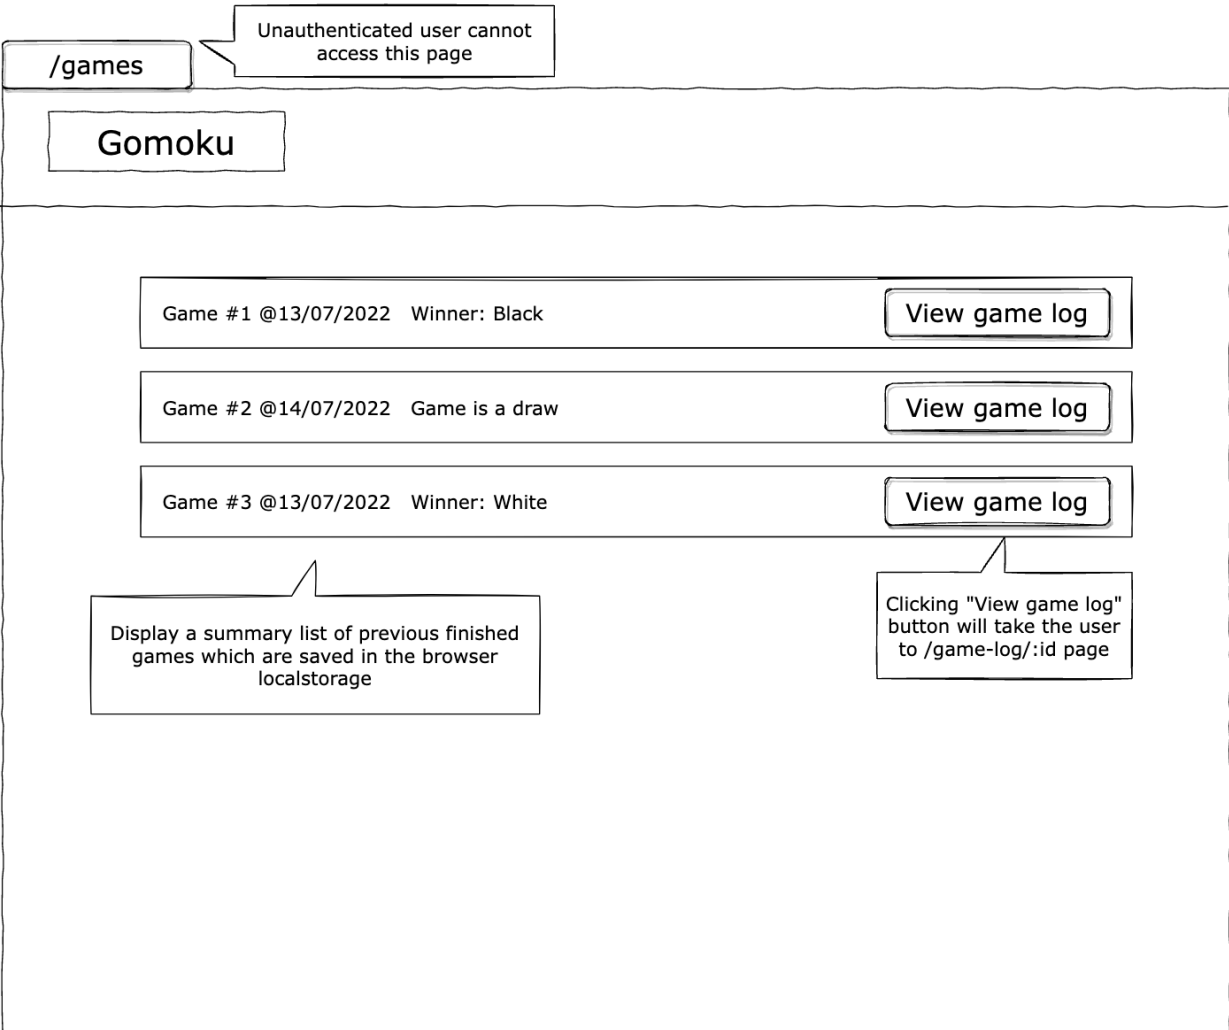 Unauthenticated user cannot
access this page
/games
Gomoku
Game #1 @13/07/2022 Winner: Black
View game log
Game #2 @14/07/2022 Game is a draw
View game log
Game #3 @13/07/2022 Winner: White
View game log
Display a summary list of previous finished
games which are saved in the browser
localstorage
Clicking "View game log"
button will take the user
to /game-log/:id page